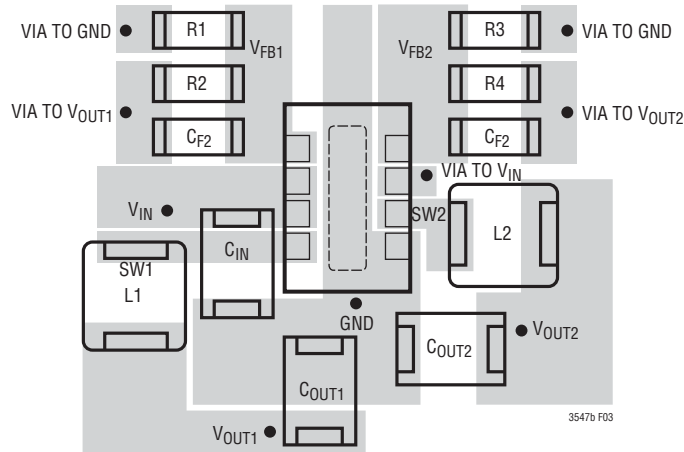 VIA TO GND
R1
VFB1
VFB2
R3
VIA TO GND
R2
R4
VIA TO VOUT1
VIA TO VOUT2
CF2
CF2
VIA TO VIN
VIN
SW2
L2
CIN
SW1
L1
GND
VOUT2
COUT2
COUT1
3547b F03
VOUT1